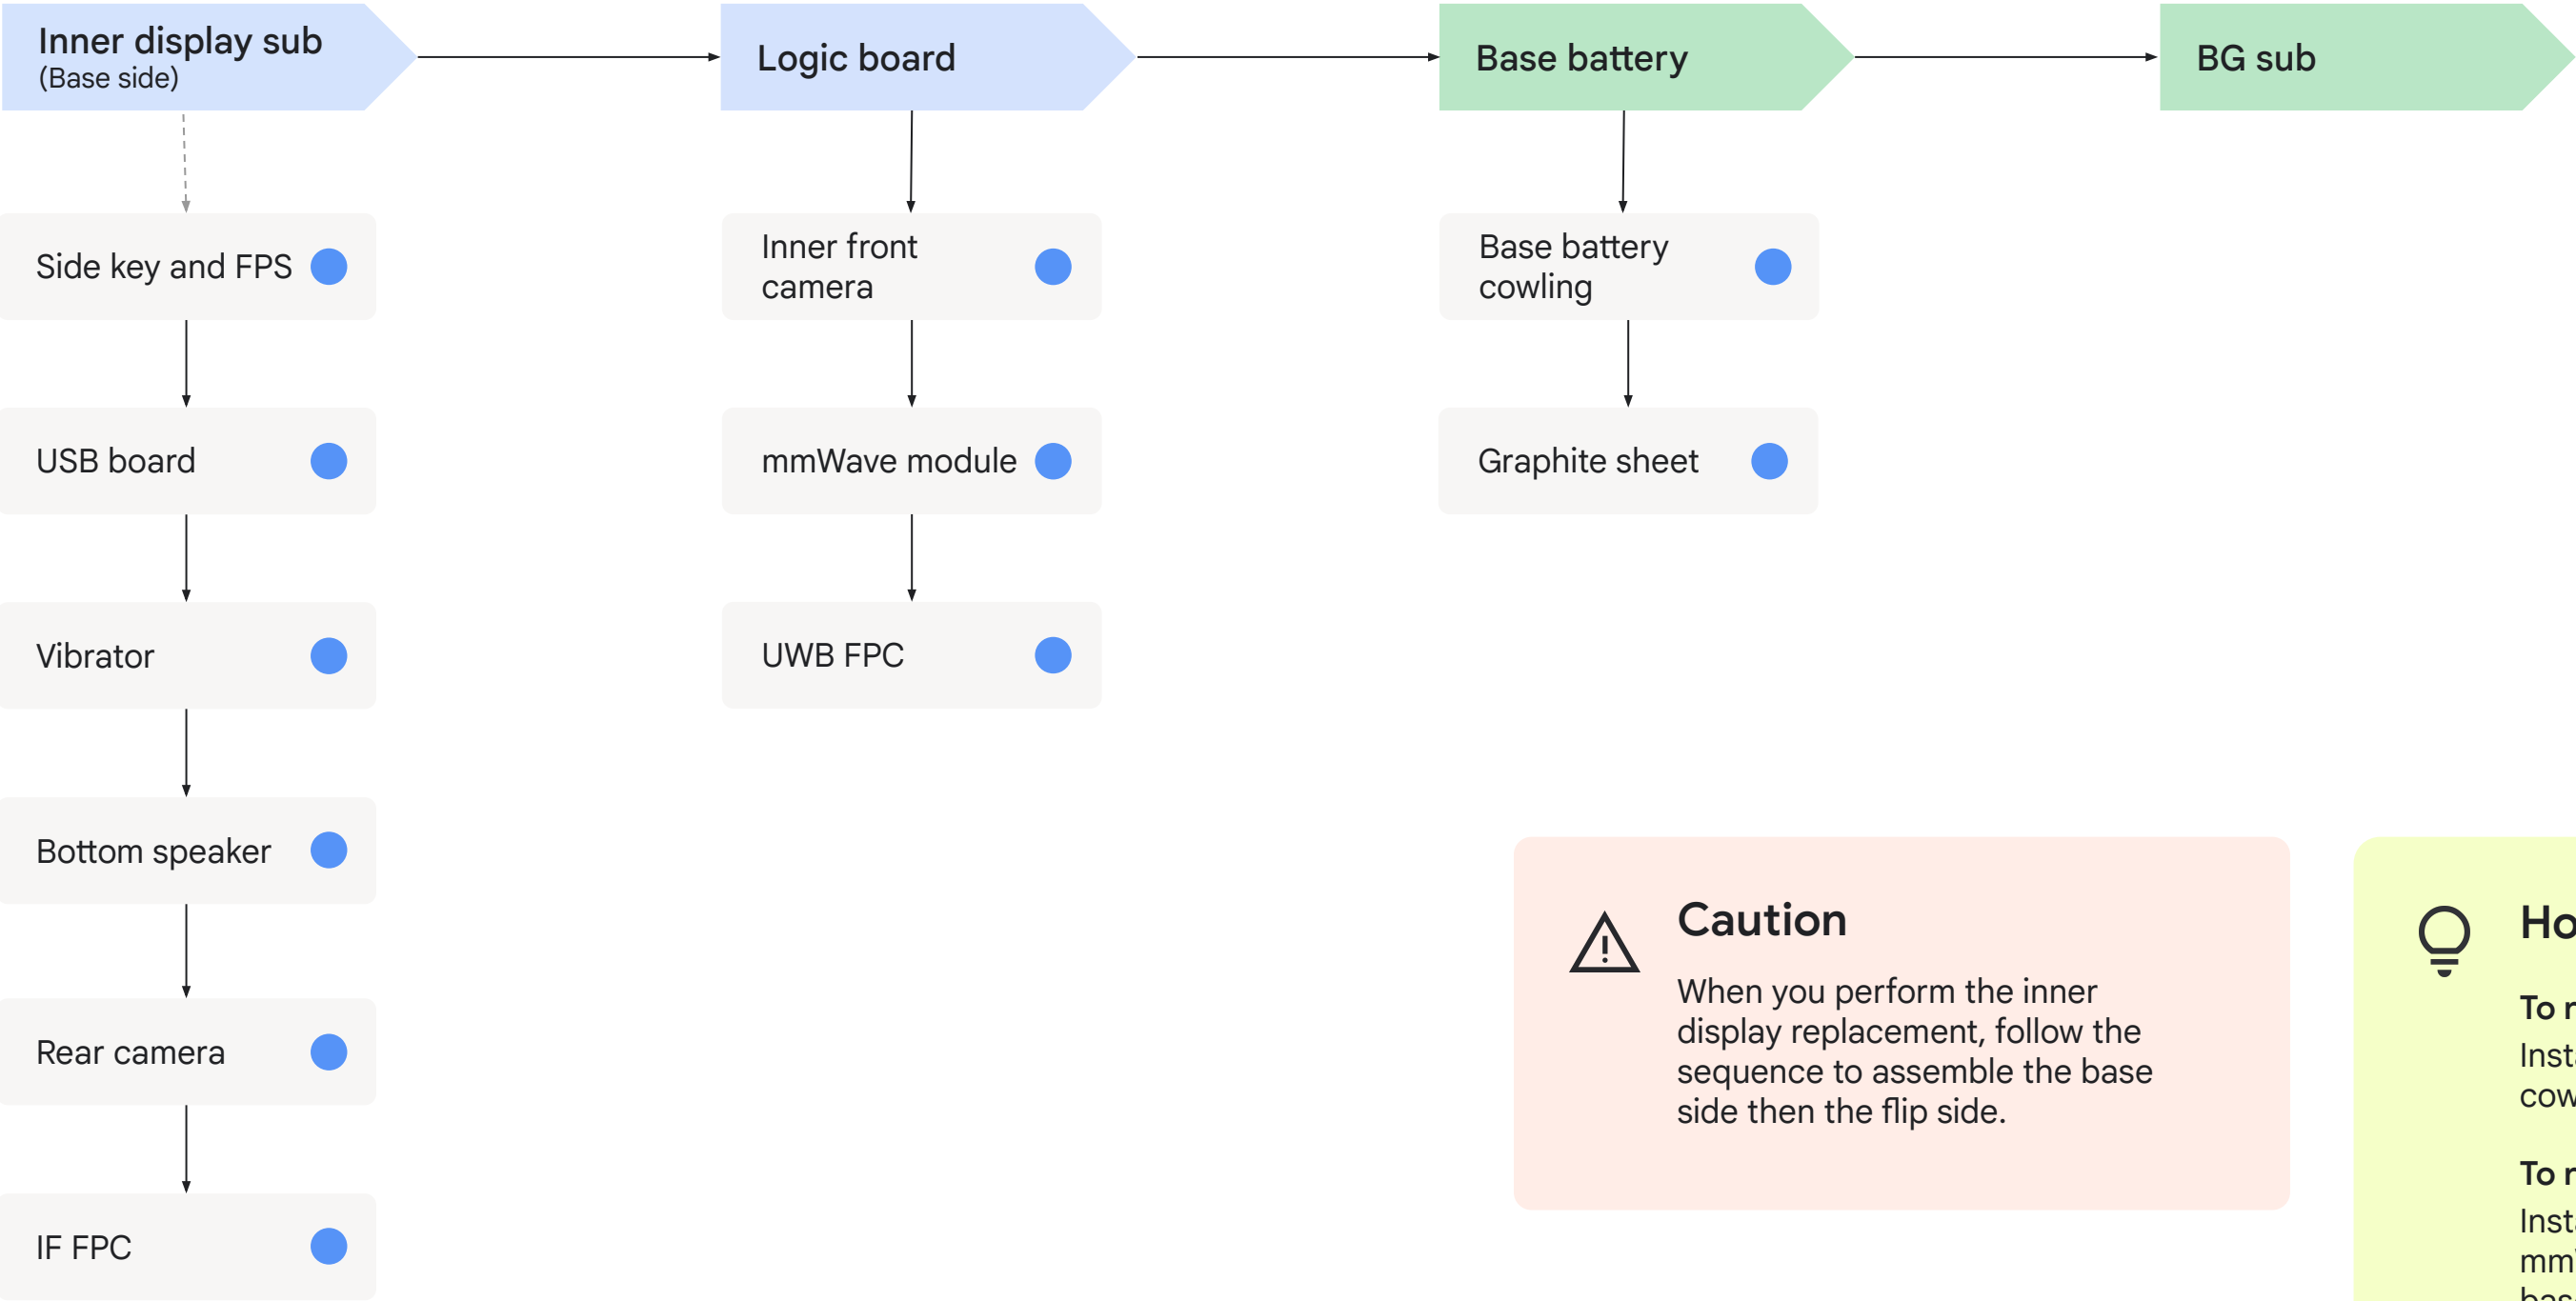 Inner display sub
(Base side)
Logic board
Base battery
BG sub
Side key and FPS
Inner front
camera
Base battery
cowling
USB board
mmWave module
Graphite sheet
Vibrator
UWB FPC
Bottom speaker
Rear camera
IF FPC
Caution
When you perform the inner
display replacement, follow the
sequence to assemble the base
side then the flip side.
To
To